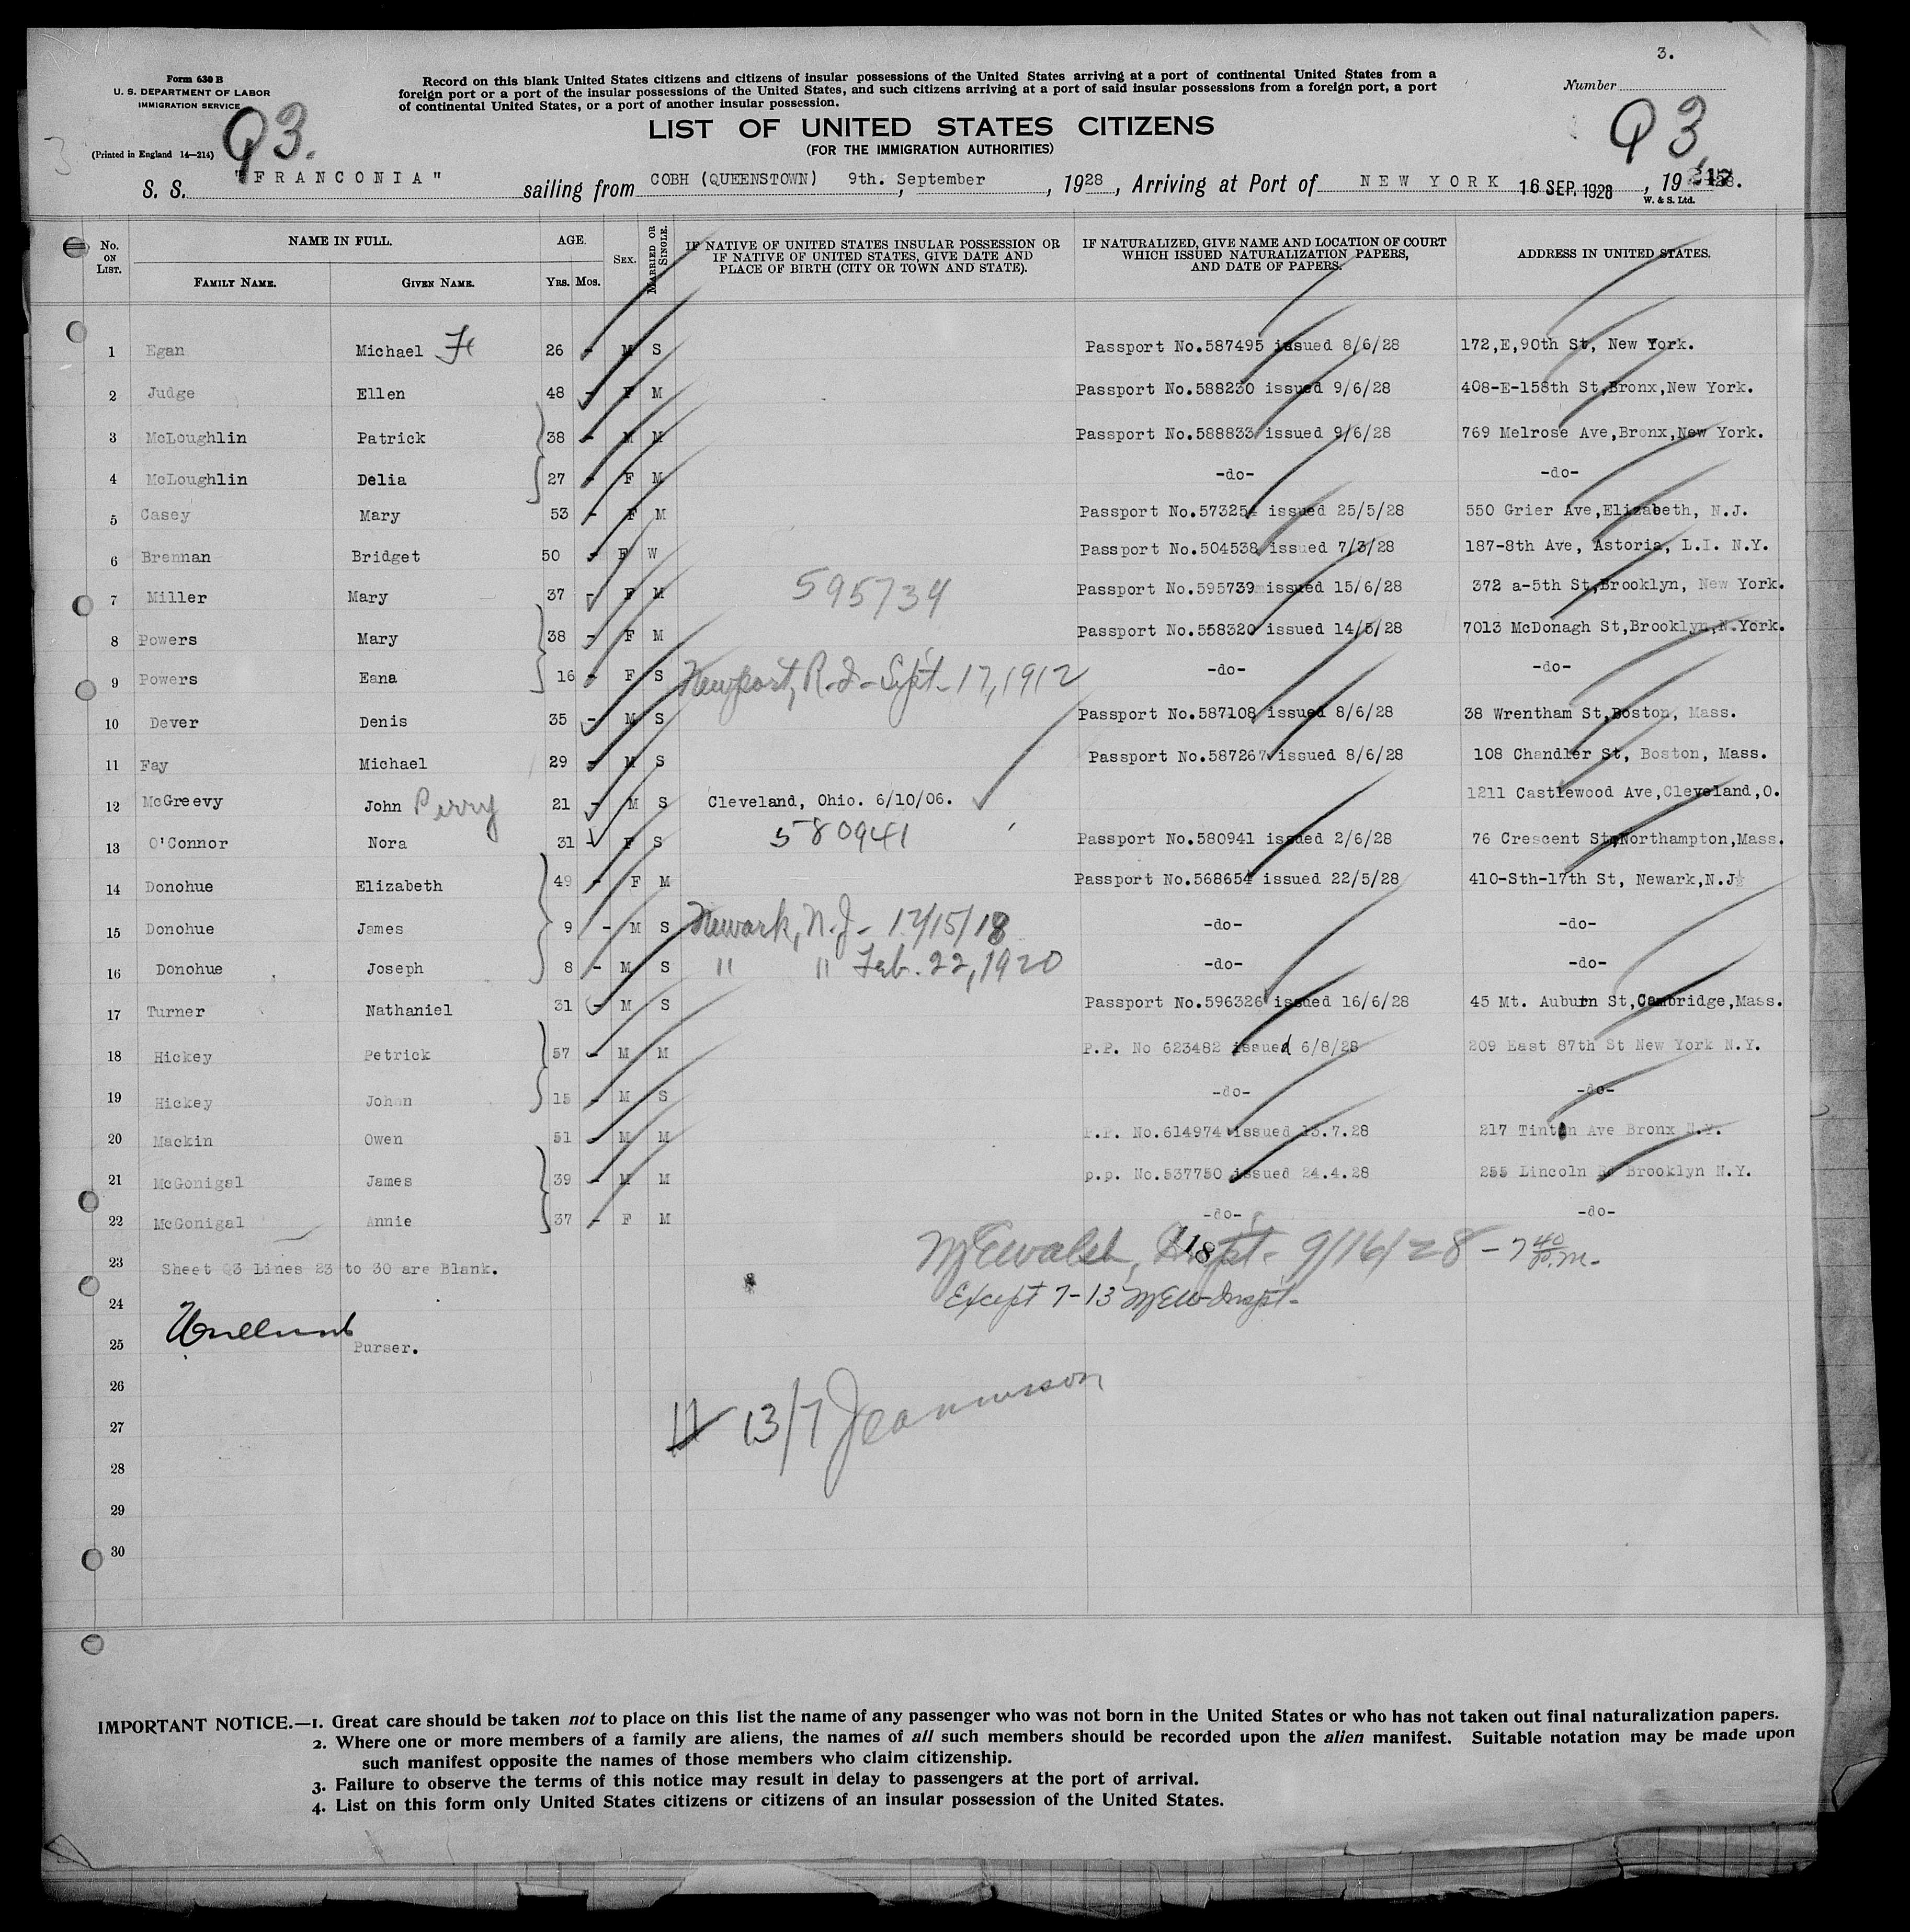 3.
Form 630 B
U. S. DEPARTMENT OF LABOR
IMMIGRATION SERVICE
(Printed in England 14—214)
Q3.
3
Record on this blank United States citizens and citizens of insular possessions of the United States arriving at a port of continental United States from a
foreign port or a port of the insular possessions of the United States, and such citizens arriving at a port of said insular possessions from a foreign port, a port
of continental United States, or a port of another insular possession.
Number
Q3
LIST OF UNITED STATES CITIZENS
(FOR THE IMMIGRATION AUTHORITIES)
S. S. "FRANCONIA" sailing from COBH (QUEENSTOWN) 9th. September, 1928, Arriving at Port of NEW YORK 16 SEP. 1928, 1928.
W. & S. Ltd.
No. ON LIST. NAME IN FULL. AGE. SEX. MARRIED OR SINGLE. IF NATIVE OF UNITED STATES INSULAR POSSESSION OR IF NATIVE OF UNITED STATES, GIVE DATE AND PLACE OF BIRTH (CITY OR TOWN AND STATE). IF NATURALIZED, GIVE NAME AND LOCATION OF COURT WHICH ISSUED NATURALIZATION PAPERS, AND DATE OF PAPERS. ADDRESS IN UNITED STATES.
FAMILY NAME. GIVEN NAME. YRS. MOS.
1 Egan Michael 26 - M S Passport No.587495 issued 8/6/28 172,E,90th St, New York.
2 Judge Ellen 48 - F M Passport No.588230 issued 9/6/28 408-E-158th St,Bronx,New York.
3 McLoughlin Patrick 38 - M M Passport No.588833 issued 9/6/28 769 Melrose Ave,Bronx,New York.
4 McLoughlin Delia 27 - F M -do- -do-
5 Casey Mary 53 - F M Passport No.573254 issued 25/5/28 550 Grier Ave,Elizabeth, N.J.
6 Brennan Bridget 50 - F W Passport No.504538 issued 7/3/28 187-8th Ave, Astoria, L.I. N.Y.
7 Miller Mary 37 - F M 595739 Passport No.595739 issued 15/6/28 372 a-5th St,Brooklyn, New York.
8 Powers Mary 38 - F M Passport No.558320 issued 14/5/28 7013 McDonagh St,Brooklyn,N.York.
9 Powers Eana 16 - F S Newport, R.I- Sept- 17, 1912 -do- -do-
10 Dever Denis 35 - M S Passport No.587108 issued 8/6/28 38 Wrentham St,Boston, Mass.
11 Fay Michael 29 - M S Passport No.587267 issued 8/6/28 108 Chandler St, Boston, Mass.
12 McGreevy John Perry 21 - M S Cleveland, Ohio. 6/10/06. 1211 Castlewood Ave,Cleveland,O.
13 O'Connor Nora 31 - F S 580941 Passport No.580941 issued 2/6/28 76 Crescent St,Northampton,Mass.
14 Donohue Elizabeth 49 - F M Passport No.568654 issued 22/5/28 410-Sth-17th St, Newark,N.J
15 Donohue James 9 - M S Newark, N.J- 12/15/18 -do- -do-
16 Donohue Joseph 8 - M S " " Feb. 22, 1920 -do- -do-
17 Turner Nathaniel 31 - M S Passport No.596326 issued 16/6/28 45 Mt. Auburn St,Cambridge,Mass.
18 Hickey Petrick 57 - M M P.P. No 623482 issued 6/8/28 209 East 87th St New York N.Y.
19 Hickey Johan 15 - M S -do- -do-
20 Mackin Owen 51 - M M P.P. No.614974 issued 13.7.28 217 Tinton Ave Bronx N.Y.
21 McGonigal James 39 - M M p.p. No.537750 issued 24.4.28 255 Lincoln Brooklyn N.Y.
22 McGonigal Annie 37 - F M -do- -do-
23 Sheet Q3 Lines 23 to 30 are Blank.
118 Inspt- 9/16/28 - 7 40 P.M-
Except 7-13 MEW-Inspt-
24
25 Purser.
26
27
13/7
28
29
30
IMPORTANT NOTICE.—1. Great care should be taken not to place on this list the name of any passenger who was not born in the United States or who has not taken out final naturalization papers.
2. Where one or more members of a family are aliens, the names of all such members should be recorded upon the alien manifest. Suitable notation may be made upon
such manifest opposite the names of those members who claim citizenship.
3. Failure to observe the terms of this notice may result in delay to passengers at the port of arrival.
4. List on this form only United States citizens or citizens of an insular possession of the United States.